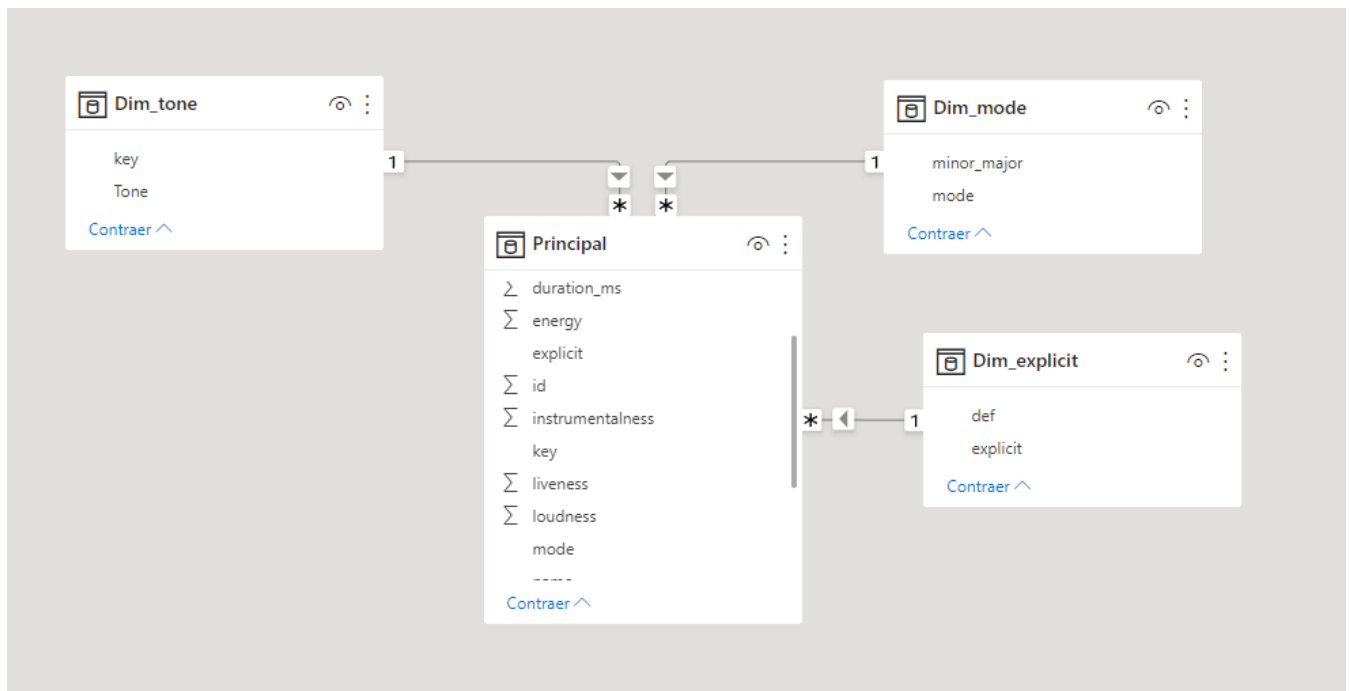 Dim_tone
key
Tone
Contraer
1
*
Dim_mode
minor_major
mode
Contraer
1
*
Principal
Σ duration_ms
Σ energy
explicit
Σ id
Σ instrumentalness
key
Σ liveness
Σ loudness
mode
Contraer
*
1
Dim_explicit
def
explicit
Contraer